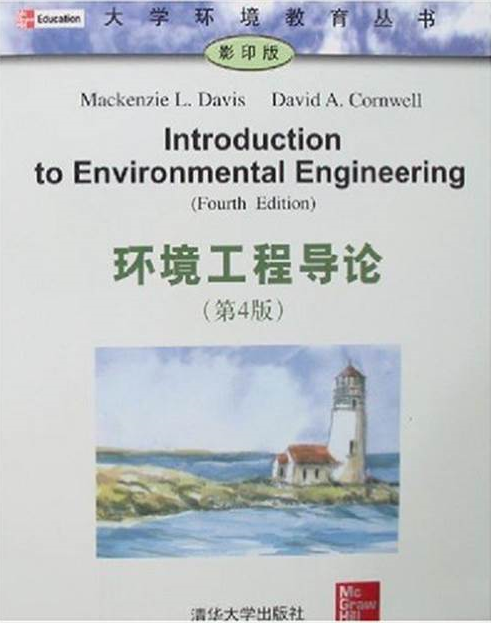 Education
大学环境教育丛书
影印版
Mackenzie L. Davis David A. Cornwell
Introduction
to Environmental Engineering
(Fourth Edition)
环境工程导论
(第4版)
清华大学出版社
Mc
Graw
Hill